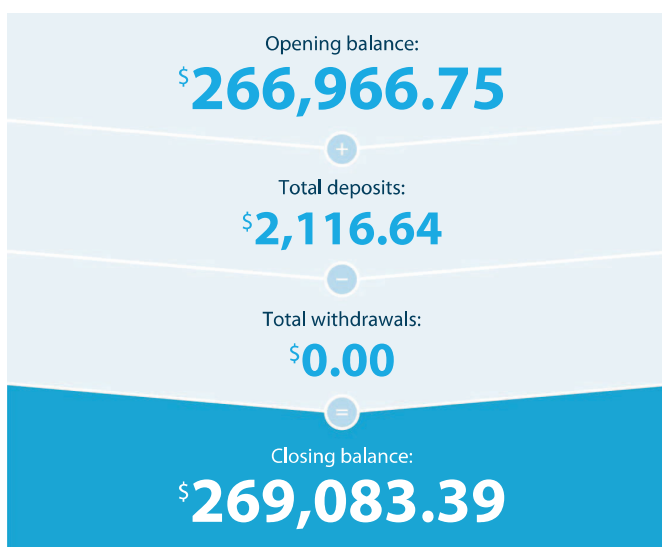 Opening balance:
$266,966.75
+
Total deposits:
$2,116.64
−
Total withdrawals:
$0.00
=
Closing balance:
$269,083.39